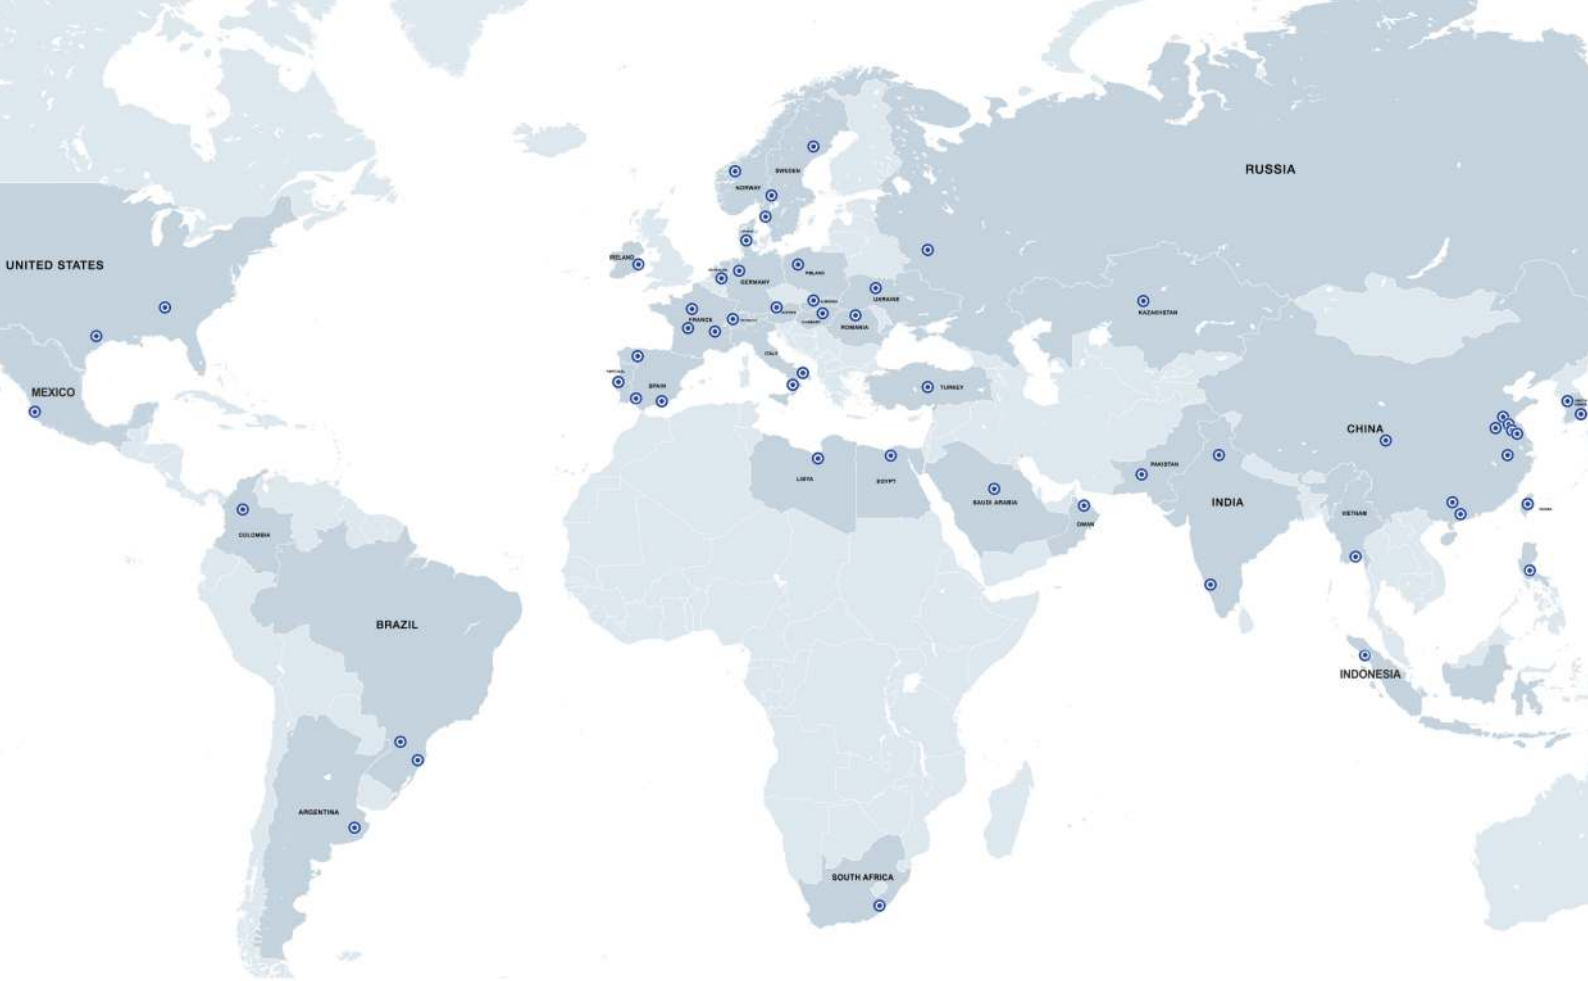 RUSSIA
SWEDEN
NORWAY
IRELAND
UNITED STATES
POLAND
GERMANY
UKRAINE
KAZAKHSTAN
FRANCE
ROMANIA
ITALY
PORTUGAL
SPAIN
TURKEY
MEXICO
CHINA
PAKISTAN
LIBYA
EGYPT
SAUDI ARABIA
INDIA
VIETNAM
OMAN
COLOMBIA
BRAZIL
INDONESIA
ARGENTINA
SOUTH AFRICA